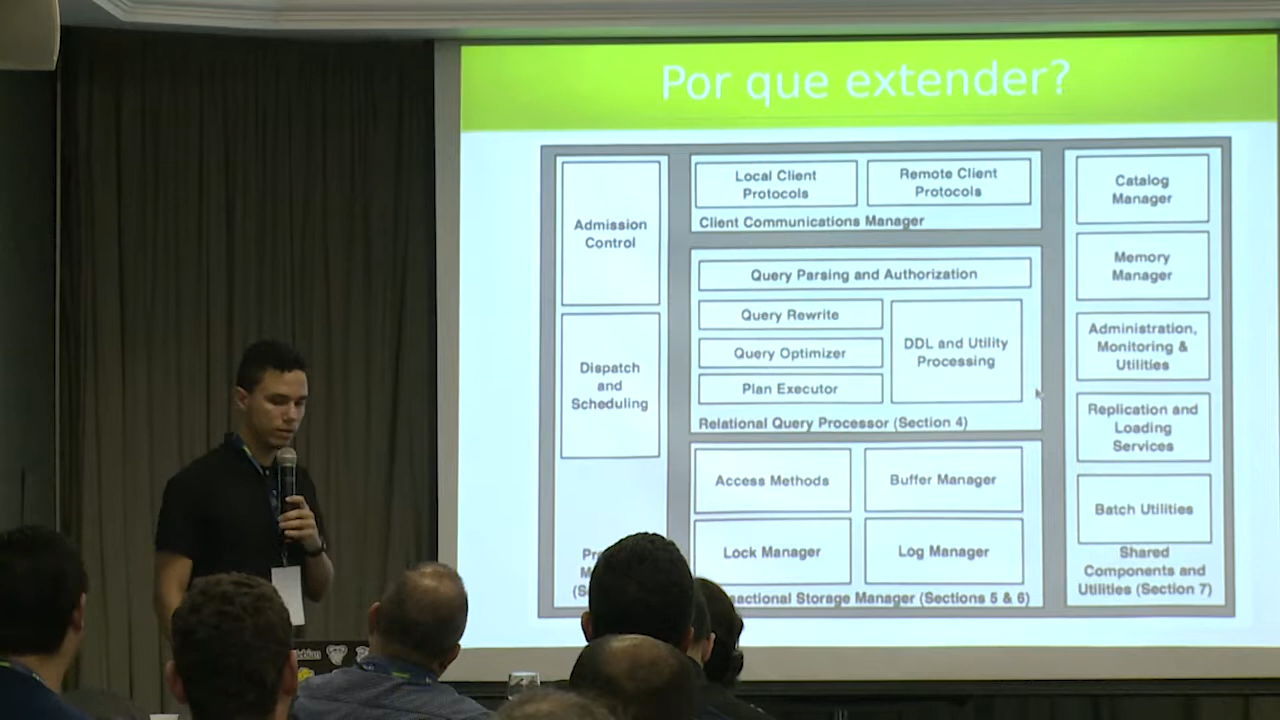 Por que extender?
Admission
Control
Dispatch
and
Scheduling
Local Client
Protocols
Remote Client
Protocols
Client Communications Manager
Query Parsing and Authorization
Query Rewrite
Query Optimizer
Plan Executor
DDL and Utility
Processing
Relational Query Processor (Section 4)
Access Methods
Buffer Manager
Lock Manager
Log Manager
Manager (Sections 5 & 6)
Catalog
Manager
Memory
Manager
Administration,
Monitoring &
Utilities
Replication and
Loading
Services
Batch Utilities
Shared
Components and
Utilities (Section 7)